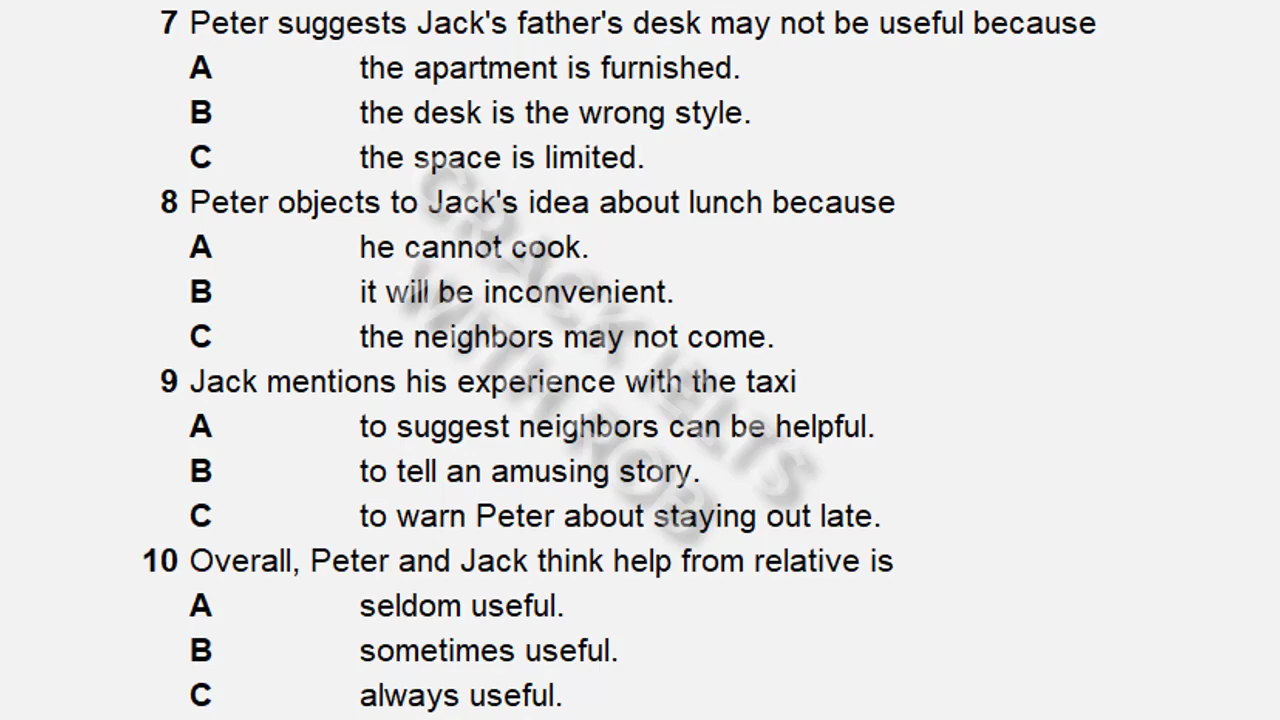 7 Peter suggests Jack's father's desk may not be useful because
A the apartment is furnished.
B the desk is the wrong style.
C the space is limited.
8 Peter objects to Jack's idea about lunch because
A he cannot cook.
B it will be inconvenient.
C the neighbors may not come.
9 Jack mentions his experience with the taxi
A to suggest neighbors can be helpful.
B to tell an amusing story.
C to warn Peter about staying out late.
10 Overall, Peter and Jack think help from relative is
A seldom useful.
B sometimes useful.
C always useful.
CRACK IELTS
WITH ROB